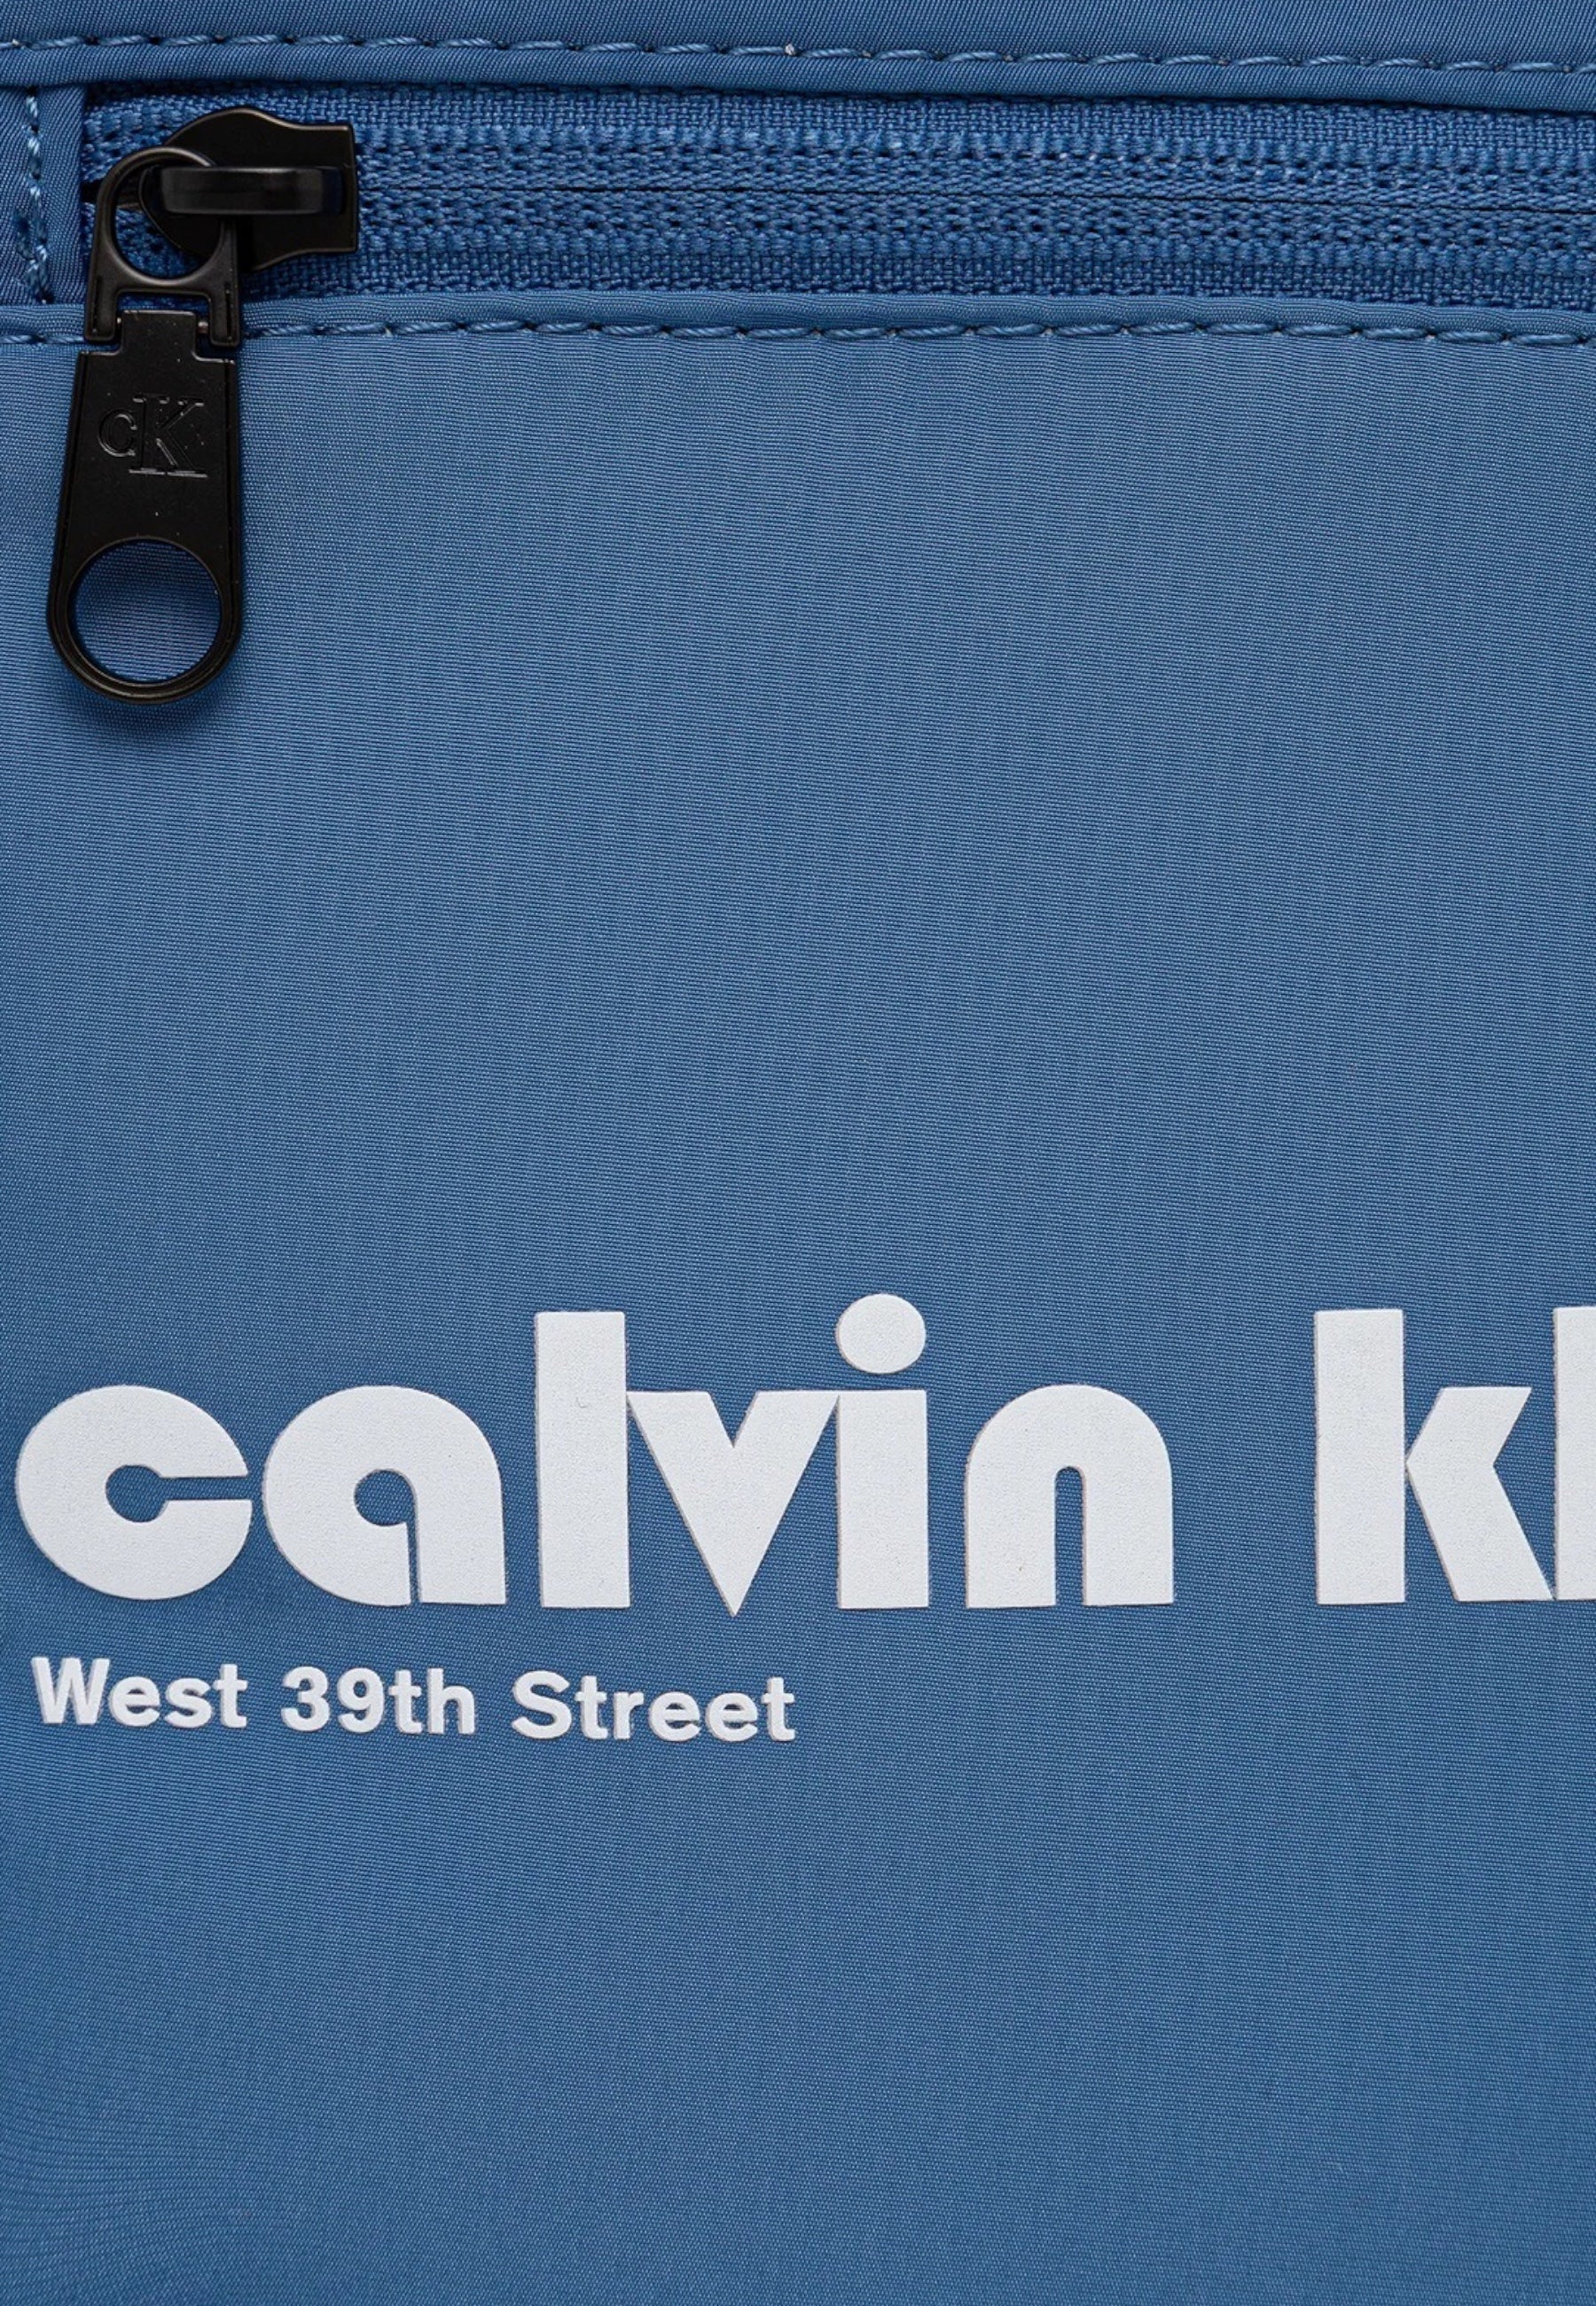 cK
calvin kl
West 39th Street